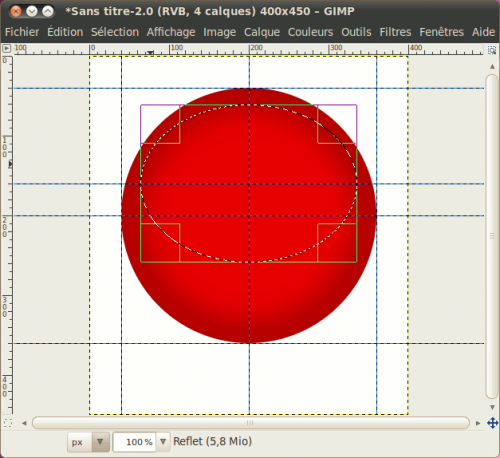 *Sans titre-2.0 (RVB, 4 calques) 400x450 – GIMP
Fichier Édition Sélection Affichage Image Calque Couleurs Outils Filtres Fenêtres Aide
-100 0 100 200 300 400
0
100
200
300
400
px 100 % Reflet (5,8 Mio)